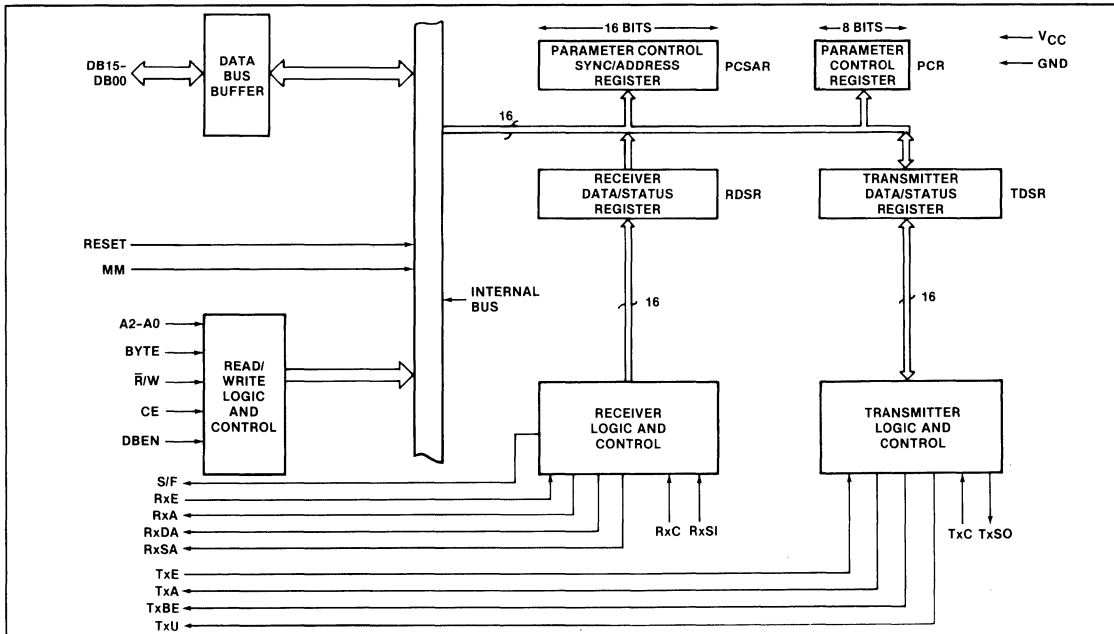 16 BITS
8 BITS
DB15-
DB00
DATA
BUS
BUFFER
PARAMETER CONTROL
SYNC/ADDRESS
REGISTER
PCSAR
PARAMETER
CONTROL
REGISTER
PCR
VCC
GND
16
RECEIVER
DATA/STATUS
REGISTER
RDSR
TRANSMITTER
DATA/STATUS
REGISTER
TDSR
RESET
MM
INTERNAL
BUS
16
16
A2-A0
BYTE
R̅/W
CE
DBEN
READ/
WRITE
LOGIC
AND
CONTROL
RECEIVER
LOGIC AND
CONTROL
TRANSMITTER
LOGIC AND
CONTROL
S/F
RxE
RxA
RxDA
RxSA
RxC RxSI
TxC TxSO
TxE
TxA
TxBE
TxU